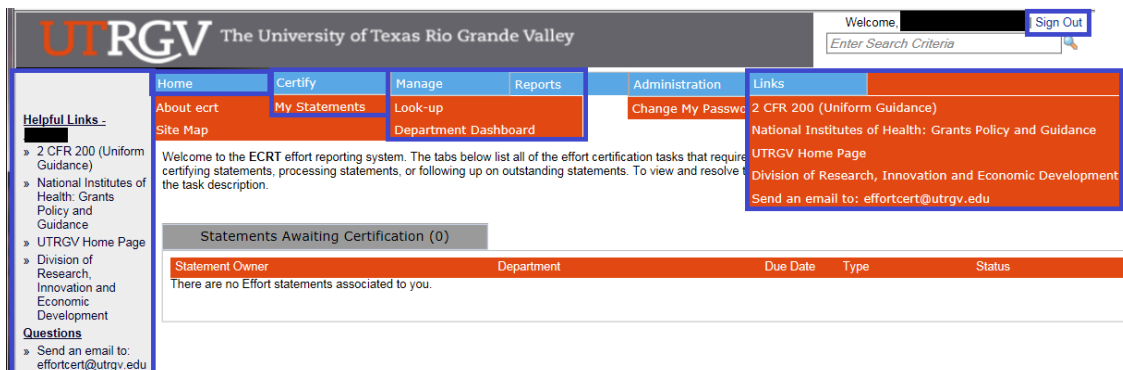 UTRGV The University of Texas Rio Grande Valley
Welcome, | Sign Out
Enter Search Criteria
Home Certify Manage Reports Administration Links
About ecrt
Site Map
My Statements
Look-up
Department Dashboard
Change My
2 CFR 200 (Uniform Guidance)
National Institutes of Health: Grants Policy and Guidance
UTRGV Home Page
Division of Research, Innovation and Economic Development
Send an email to: effortcert@utrgv.edu
Helpful Links -
» 2 CFR 200 (Uniform
Guidance)
» National Institutes of
Health: Grants
Policy and
Guidance
» UTRGV Home Page
» Division of
Research,
Innovation and
Economic
Development
Questions
» Send an email to:
effortcert@utrgv.edu
Welcome to the ECRT effort reporting system. The tabs below list all of the effort certification tasks that require
certifying statements, processing statements, or following up on outstanding statements. To view and resolve
the task description.
Statements Awaiting Certification (0)
Statement Owner Department Due Date Type Status
There are no Effort statements associated to you.